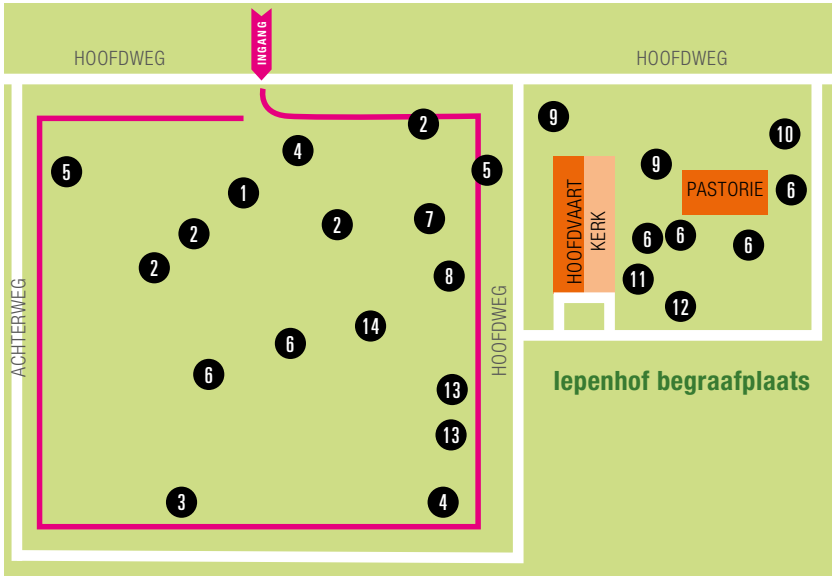 INGANG
HOOFDWEG
HOOFDWEG
9
2
10
4
9
5
5
1
PASTORIE
6
7
2
2
6
6
6
HOOFDVAART
KERK
2
8
11
12
14
6
ACHTERWEG
HOOFDWEG
6
Iepenhof begraafplaats
13
13
3
4